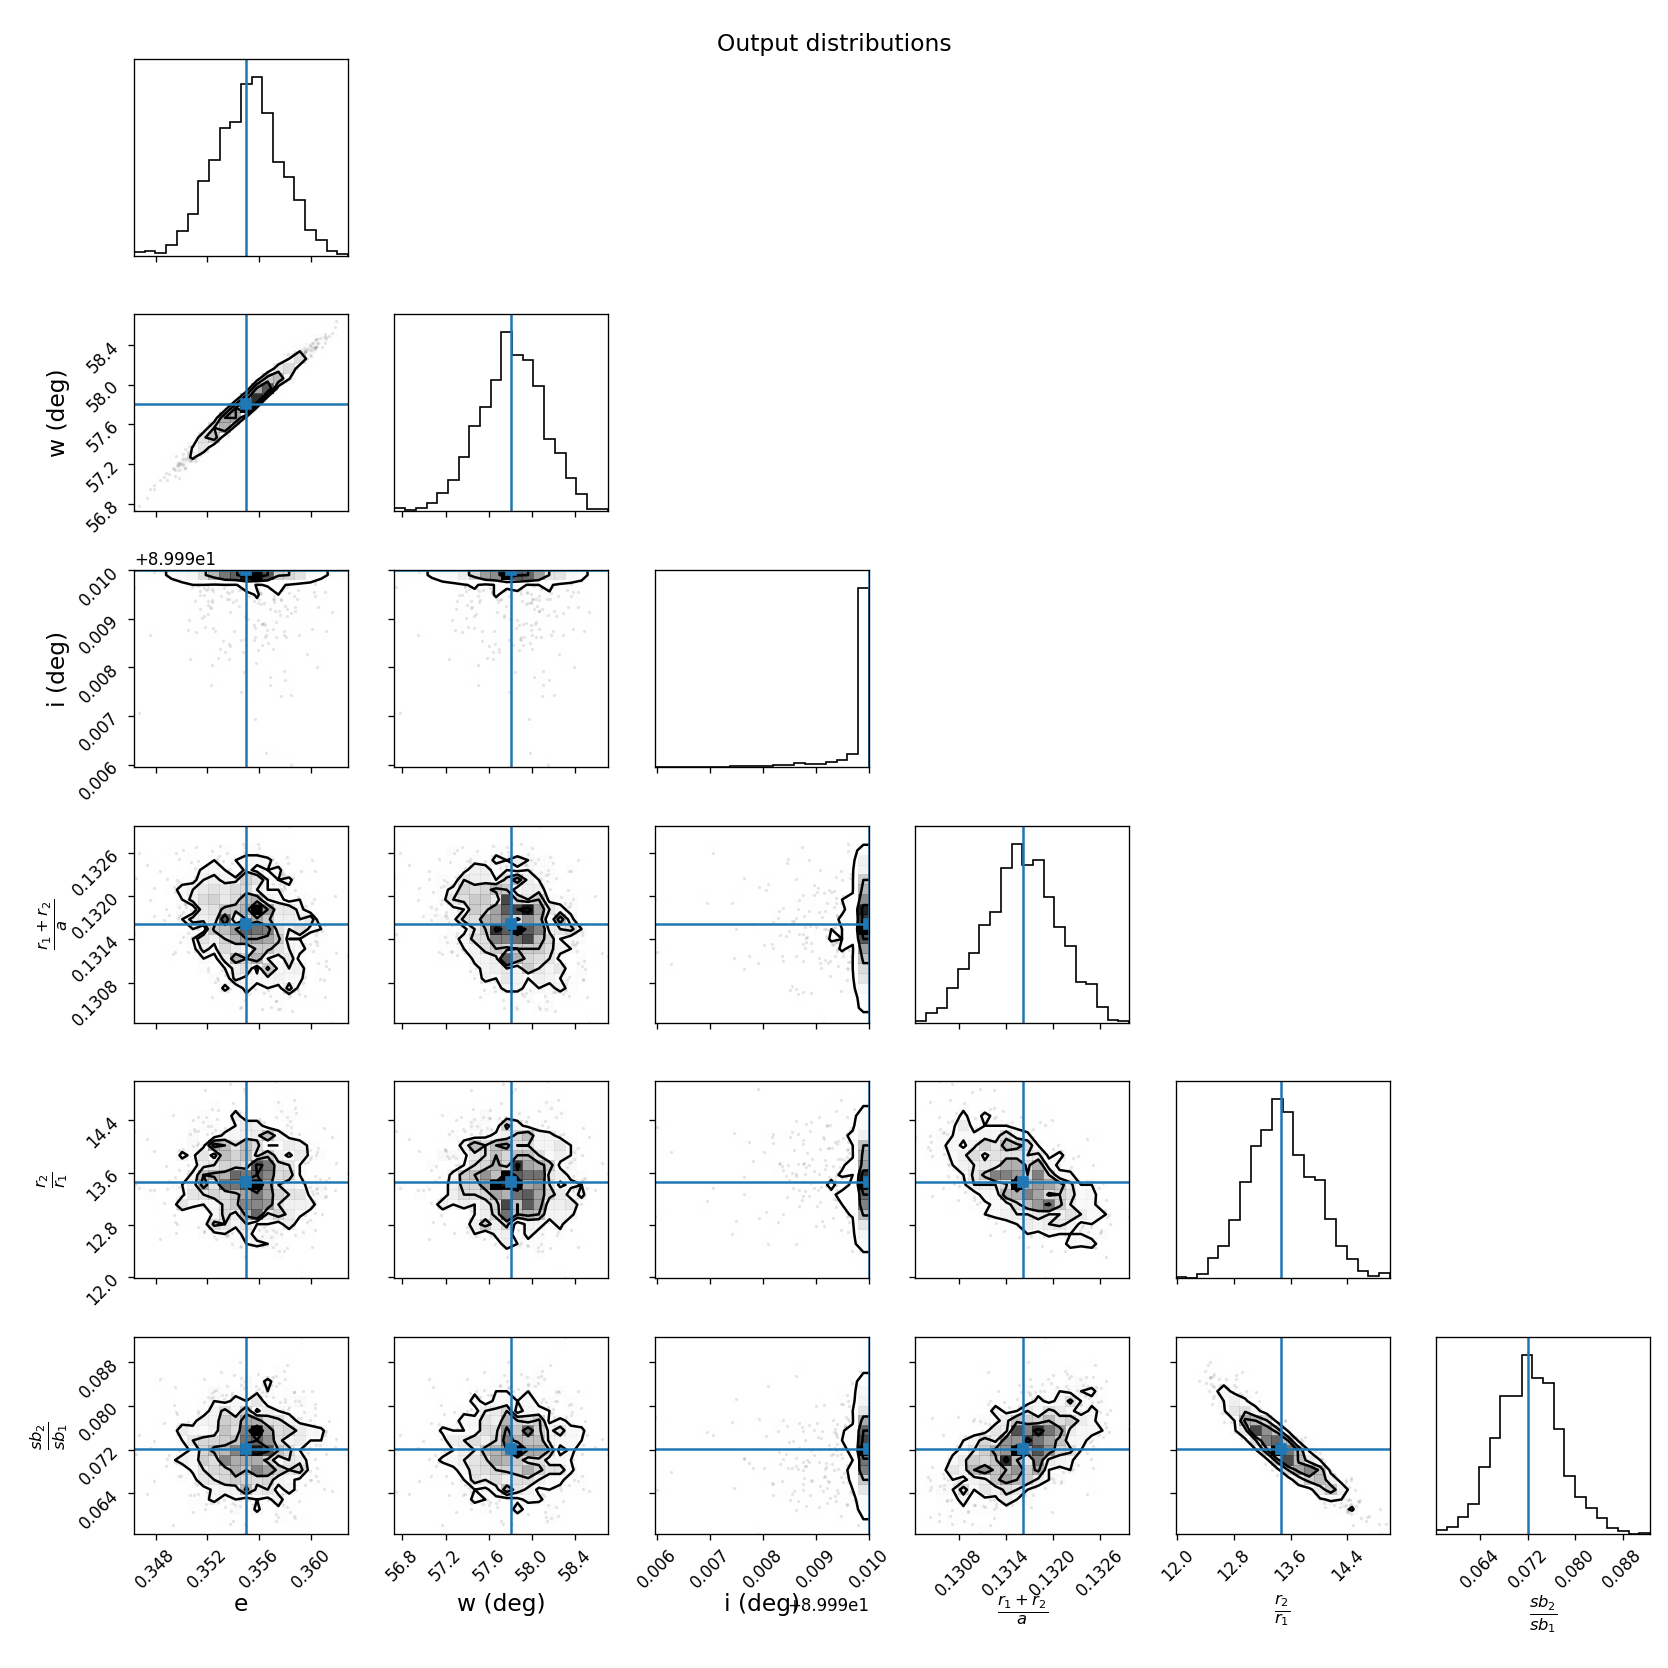 Output distributions
58.4
58.0
57.6
57.2
56.8
w (deg)
+8.999e1
0.010
0.009
0.008
0.007
0.006
i (deg)
0.1326
0.1320
0.1314
0.1308
r₁ + r₂
a
14.4
13.6
12.8
12.0
r₂
r₁
0.088
0.080
0.072
0.064
sb₂
sb₁
0.348 0.352 0.356 0.360
56.8 57.2 57.6 58.0 58.4
0.006 0.007 0.008 0.009 0.010
0.1308 0.1314 0.1320 0.1326
12.0 12.8 13.6 14.4
0.064 0.072 0.080 0.088
e
w (deg)
i (deg)
+8.999e1
r₁ + r₂
a
r₂
r₁
sb₂
sb₁